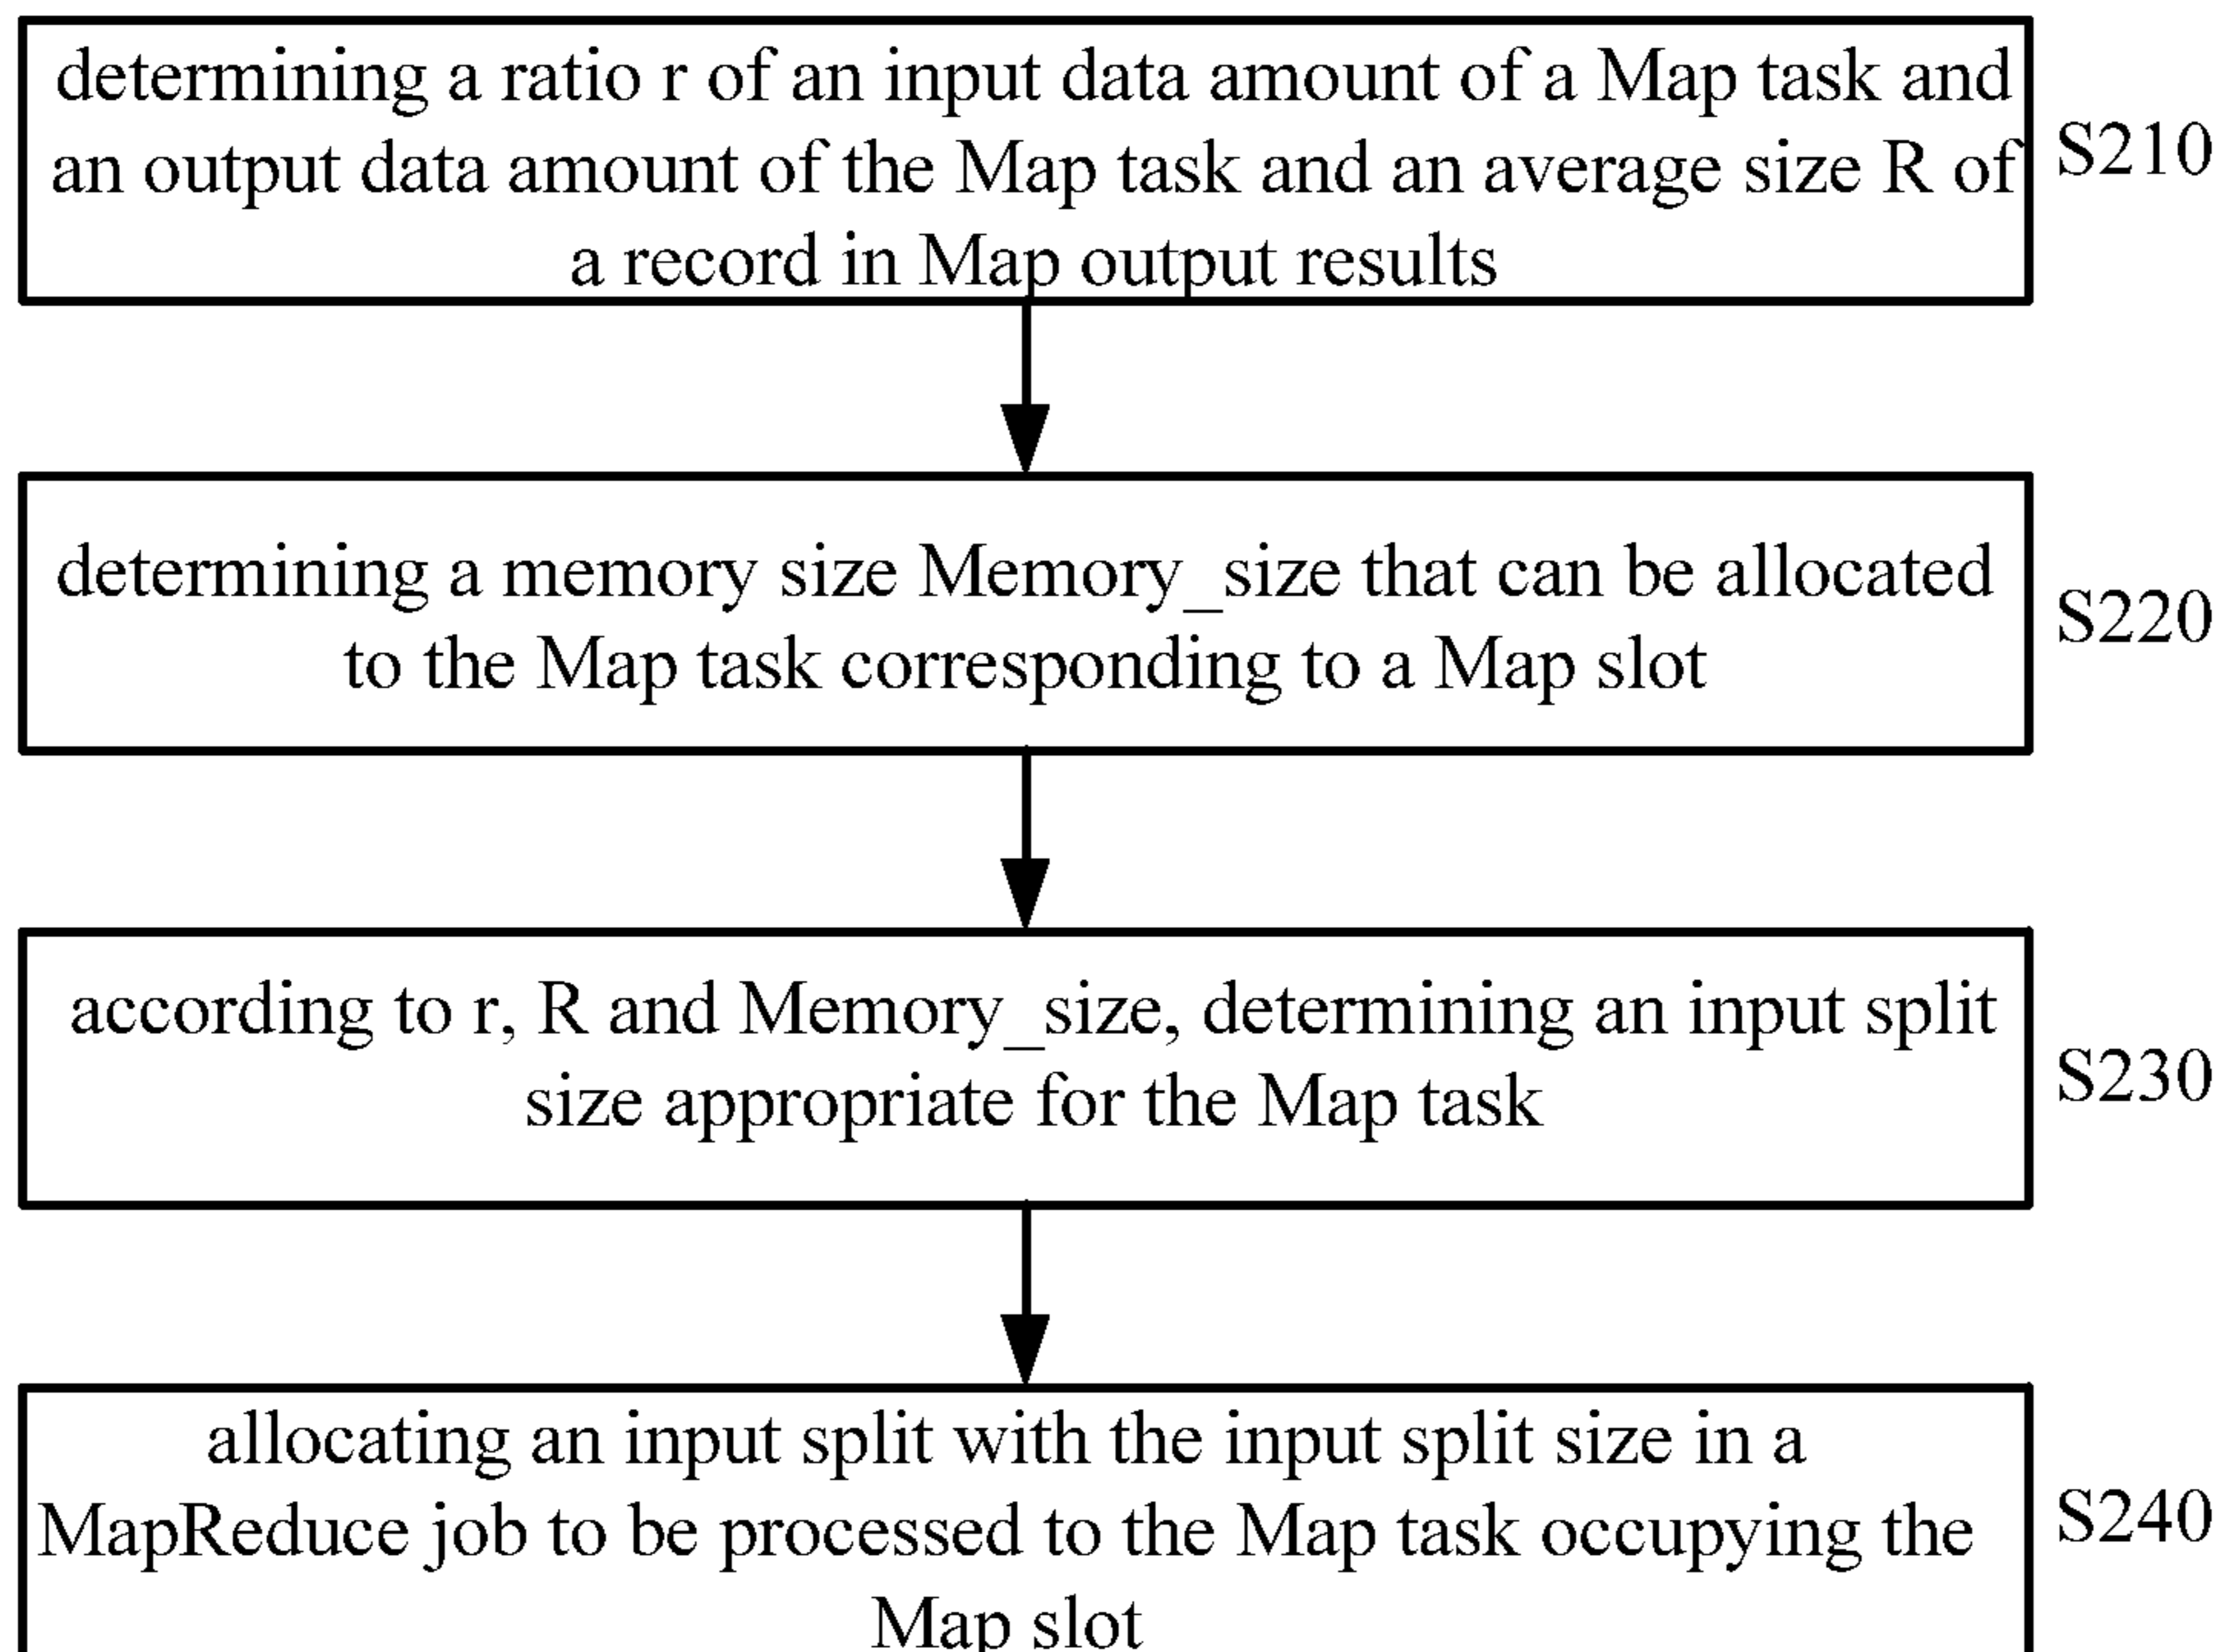 determining a ratio r of an input data amount of a Map task and
an output data amount of the Map task and an average size R of
a record in Map output results
S210
determining a memory size Memory_size that can be allocated
to the Map task corresponding to a Map slot
S220
according to r, R and Memory_size, determining an input split
size appropriate for the Map task
S230
allocating an input split with the input split size in a
MapReduce job to be processed to the Map task occupying the
Map slot
S240